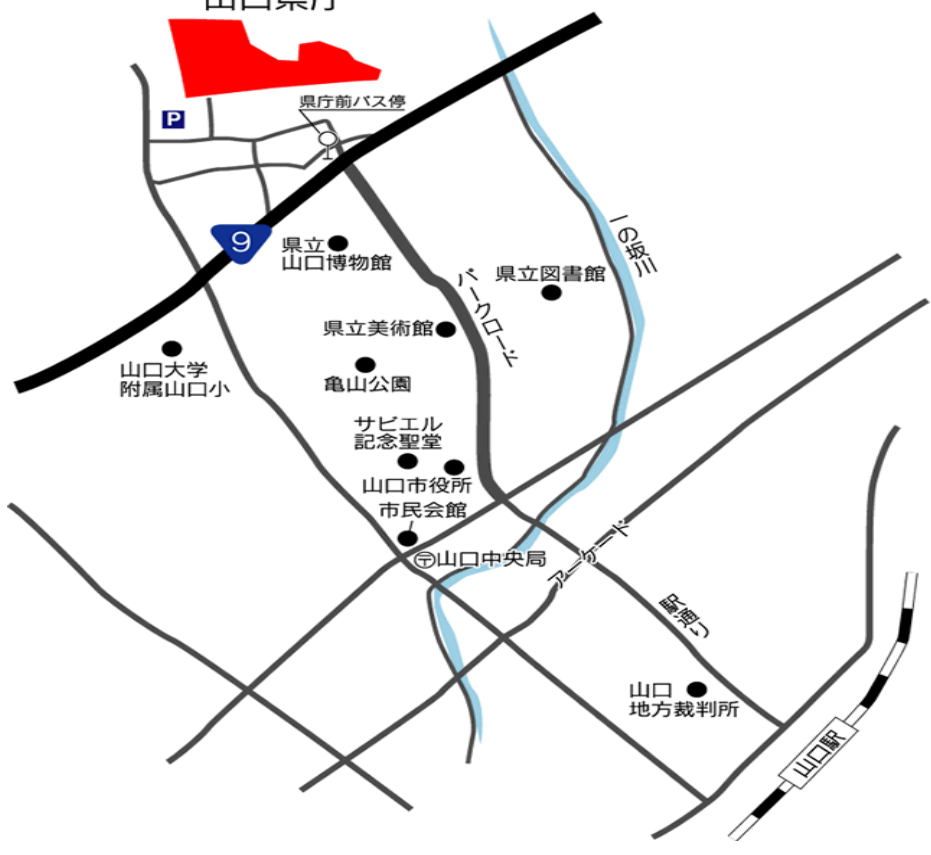 山口県庁
県庁前バス停
P
9
一の坂川
県立
山口博物館
パークロード
県立図書館
県立美術館
山口大学
附属山口小
亀山公園
サビエル
記念聖堂
山口市役所
市民会館
〒山口中央局
アーケード
駅通り
山口
地方裁判所
山口駅